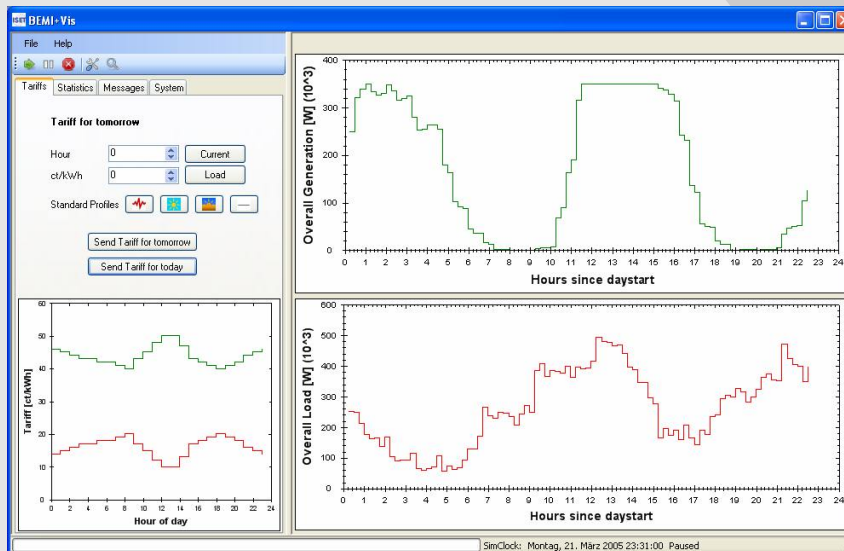 ISET BEMI+Vis
File Help
Tariffs Statistics Messages System
Tariff for tomorrow
Hour 0 Current
ct/kWh 0 Load
Standard Profiles
Send Tariff for tomorrow
Send Tariff for today
Tariff [ct/kWh]
60
50
40
30
20
10
0
0 2 4 6 8 10 12 14 16 18 20 22 24
Hour of day
Overall Generation [W] (10^3)
400
300
200
100
0
0 1 2 3 4 5 6 7 8 9 10 11 12 13 14 15 16 17 18 19 20 21 22 23 24
Hours since daystart
Overall Load [W] (10^3)
600
500
400
300
200
100
0
0 1 2 3 4 5 6 7 8 9 10 11 12 13 14 15 16 17 18 19 20 21 22 23 24
Hours since daystart
SimClock: Montag, 21. März 2005 23:31:00 Paused